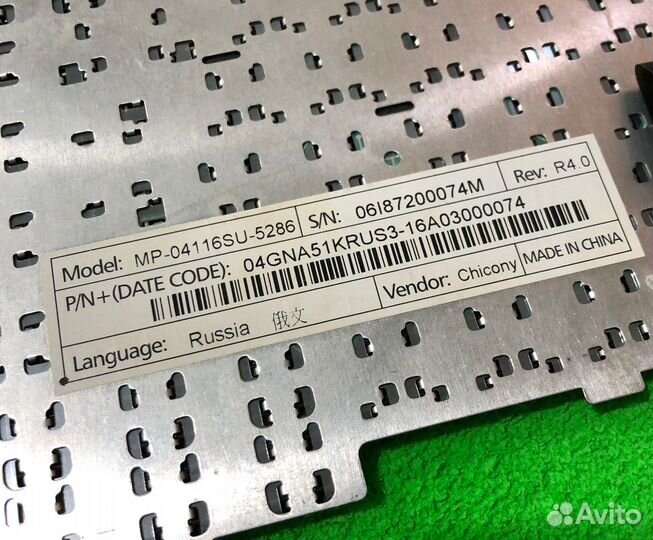 Model: MP-04116SU-5286 S/N: 06I87200074M Rev: R4.0
P/N+(DATE CODE): 04GNA51KRUS3-16A03000074
Language: Russia 俄文 Vendor: Chicony MADE IN CHINA
Avito